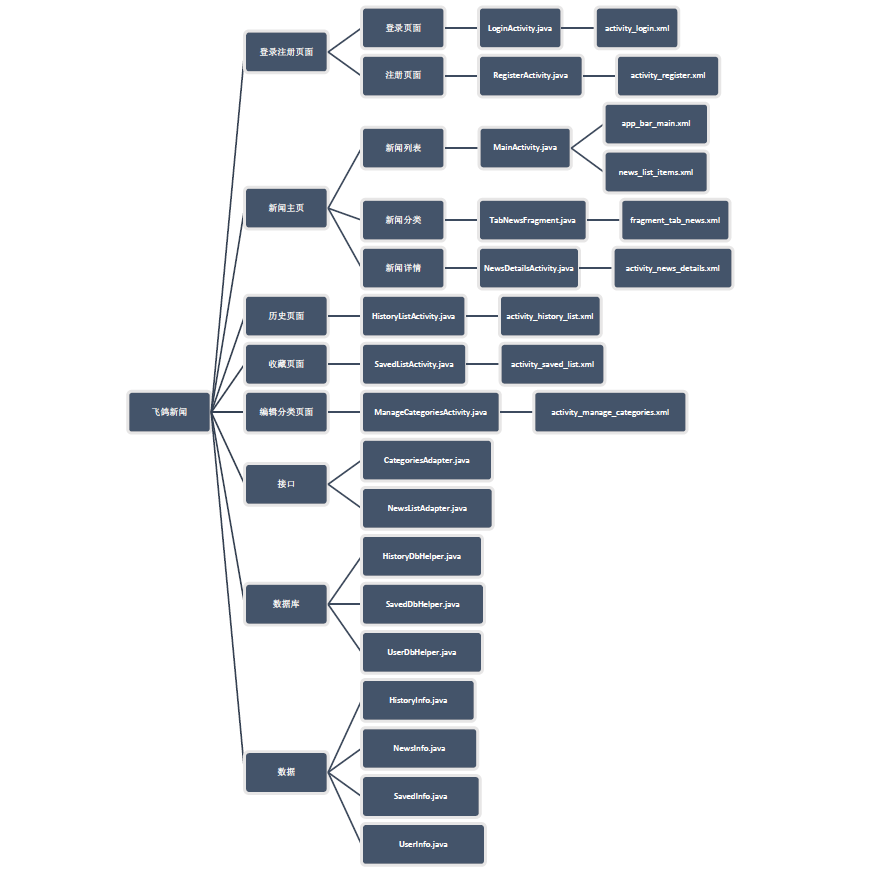 登录页面
LoginActivity.java
activity_login.xml
登录注册页面
注册页面
RegisterActivity.java
activity_register.xml
app_bar_main.xml
新闻列表
MainActivity.java
news_list_items.xml
新闻主页
新闻分类
TabNewsFragment.java
fragment_tab_news.xml
新闻详情
NewsDetailsActivity.java
activity_news_details.xml
历史页面
HistoryListActivity.java
activity_history_list.xml
收藏页面
SavedListActivity.java
activity_saved_list.xml
飞鸽新闻
编辑分类页面
ManageCategoriesActivity.java
activity_manage_categories.xml
CategoriesAdapter.java
接口
NewsListAdapter.java
HistoryDbHelper.java
数据库
SavedDbHelper.java
UserDbHelper.java
HistoryInfo.java
NewsInfo.java
数据
SavedInfo.java
UserInfo.java